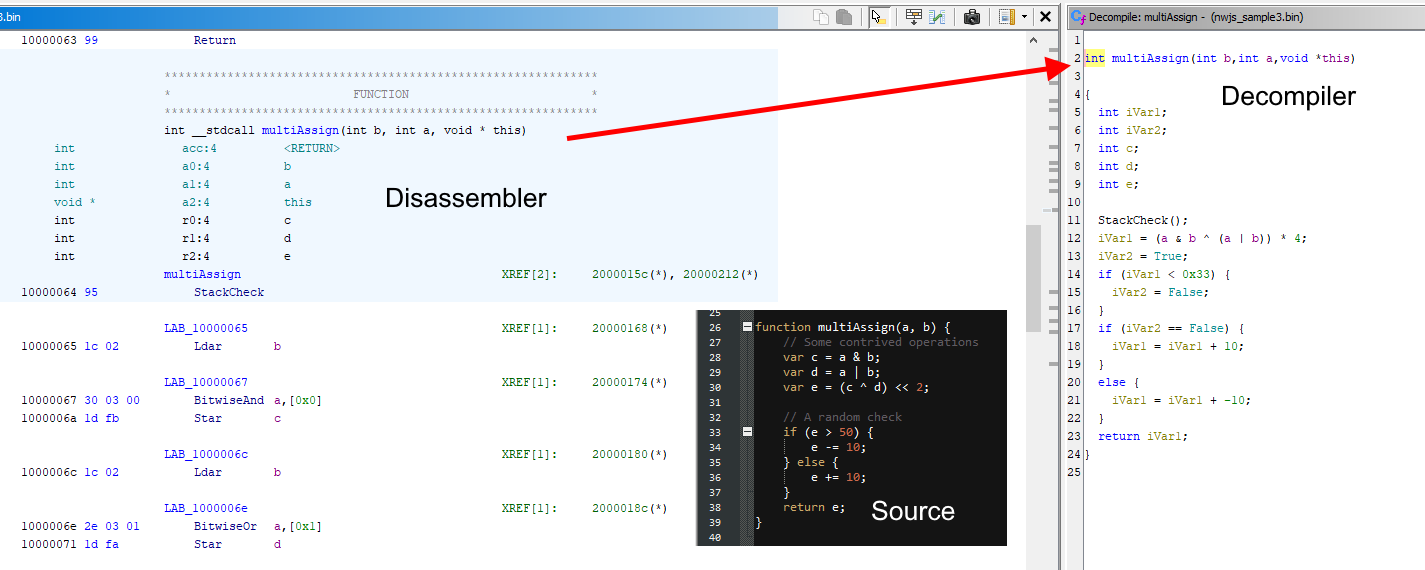 3.bin
10000063 99 Return
*************************************************************
* FUNCTION *
*************************************************************
int __stdcall multiAssign(int b, int a, void * this)
int acc:4 <RETURN>
int a0:4 b
int a1:4 a
void * a2:4 this
int r0:4 c
int r1:4 d
int r2:4 e
multiAssign XREF[2]: 2000015c(*), 20000212(*)
10000064 95 StackCheck
LAB_10000065 XREF[1]: 20000168(*)
10000065 1c 02 Ldar b
LAB_10000067 XREF[1]: 20000174(*)
10000067 30 03 00 BitwiseAnd a,[0x0]
1000006a 1d fb Star c
LAB_1000006c XREF[1]: 20000180(*)
1000006c 1c 02 Ldar b
LAB_1000006e XREF[1]: 2000018c(*)
1000006e 2e 03 01 BitwiseOr a,[0x1]
10000071 1d fa Star d
Disassembler
25
26 function multiAssign(a, b) {
27 // Some contrived operations
28 var c = a & b;
29 var d = a | b;
30 var e = (c ^ d) << 2;
31
32 // A random check
33 if (e > 50) {
34 e -= 10;
35 } else {
36 e += 10;
37 }
38 return e;
39 }
40
Source
Decompile: multiAssign - (nwjs_sample3.bin)
1
2 int multiAssign(int b,int a,void *this)
3
4 {
5 int iVar1;
6 int iVar2;
7 int c;
8 int d;
9 int e;
10
11 StackCheck();
12 iVar1 = (a & b ^ (a | b)) * 4;
13 iVar2 = True;
14 if (iVar1 < 0x33) {
15 iVar2 = False;
16 }
17 if (iVar2 == False) {
18 iVar1 = iVar1 + 10;
19 }
20 else {
21 iVar1 = iVar1 + -10;
22 }
23 return iVar1;
24 }
25
Decompiler